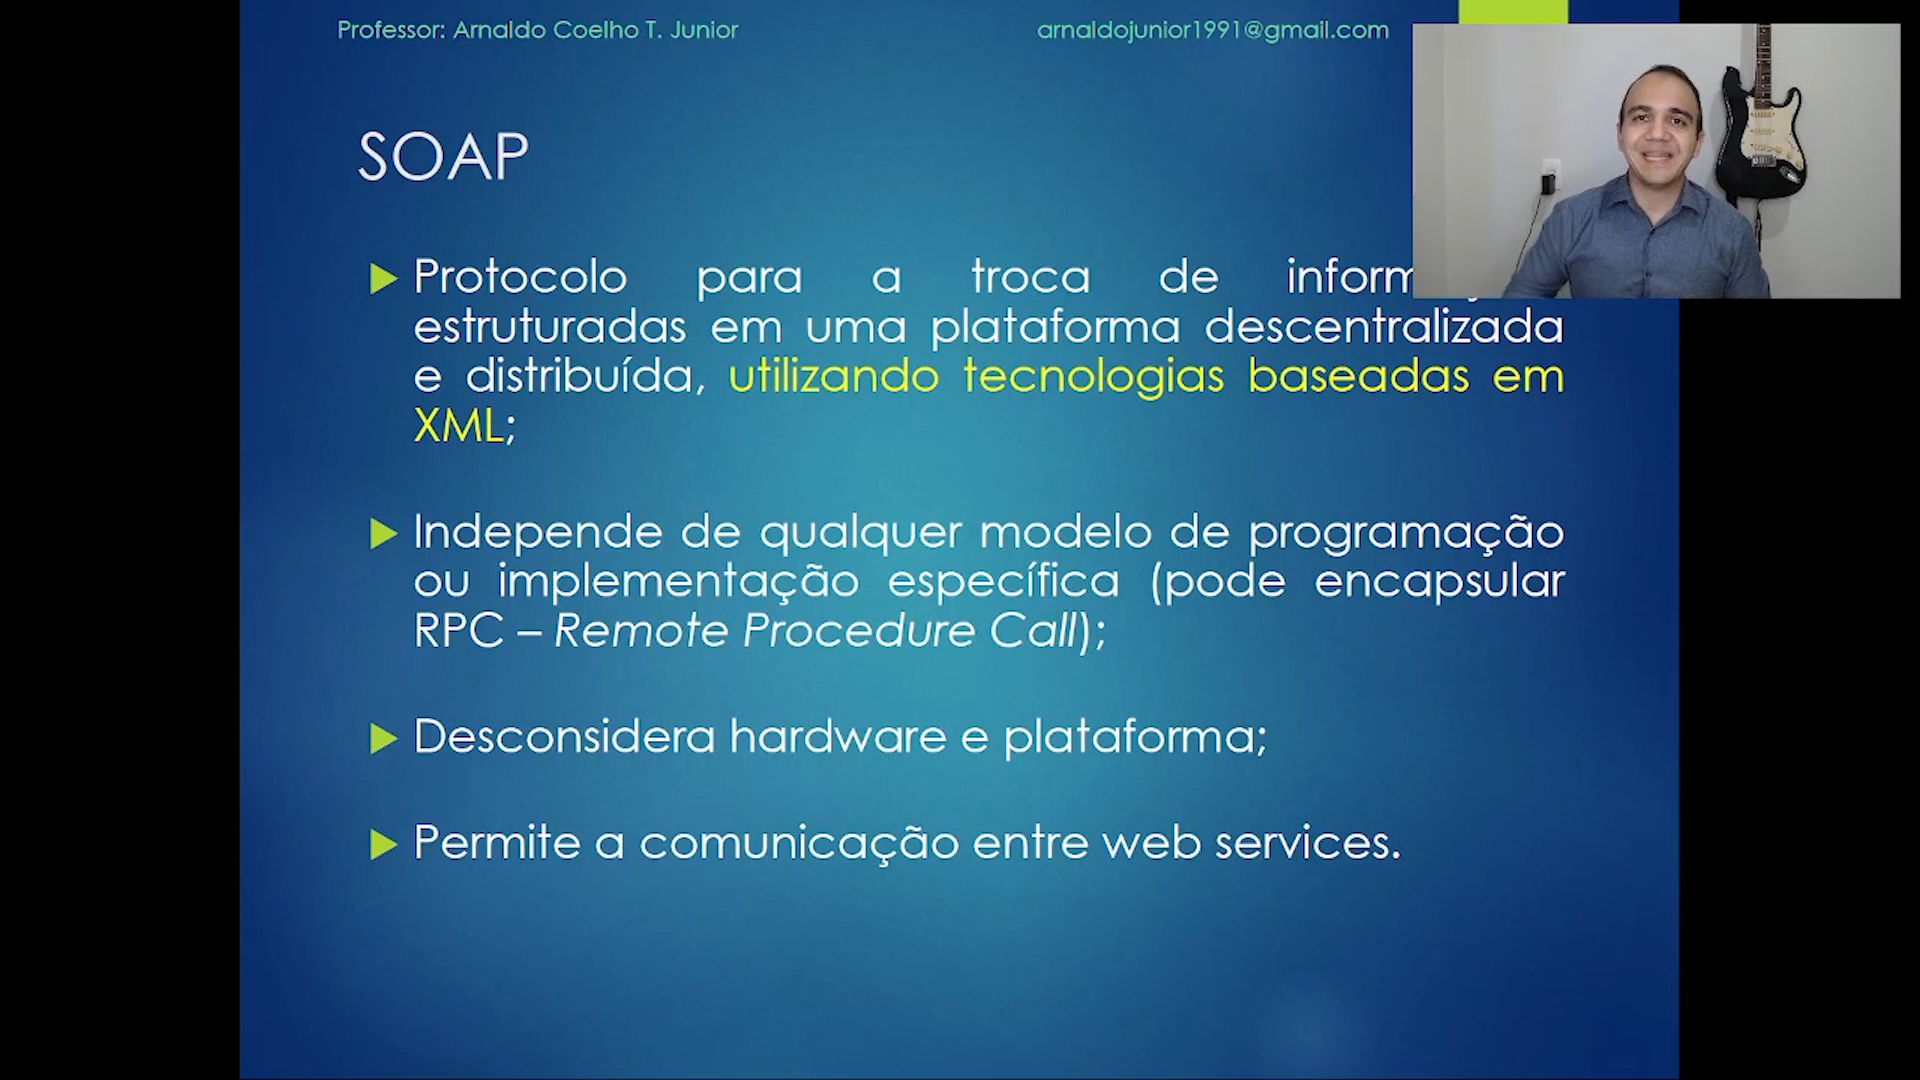 Professor: Arnaldo Coelho T. Junior
arnaldojunior1991@gmail.com
SOAP
Protocolo para a troca de
estruturadas em uma plataforma descentralizada
e distribuída, utilizando tecnologias baseadas em
XML;
Independe de qualquer modelo de programação
ou implementação específica (pode encapsular
RPC – Remote Procedure Call);
Desconsidera hardware e plataforma;
Permite a comunicação entre web services.